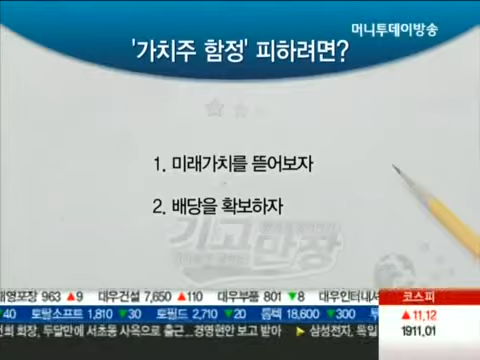 머니투데이방송
'가치주 함정' 피하려면?
1. 미래가치를 뜯어보자
2. 배당을 확보하자
기고만장
태영포장 963 ▲9 대우건설 7,650 ▲110 대우부품 801 ▼8 대우인터내셔
코스피
▼40 토탈소프트 1,810 ▼30 토필드 2,710 ▼20 톱텍 18,600 ▼300
▲11.12
회장, 두달만에 서초동 사옥으로 출근...경영현안 보고 받아 ▶ 삼성전자, 독일
1911.01